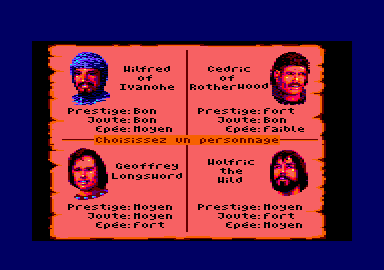 Wilfred
of
Ivanohe
Prestige:Bon
Joute:Bon
Epée:Moyen
Cedric
of
Rotherwood
Prestige:Fort
Joute:Bon
Epée:Faible
Choisissez un personnage
Geoffrey
Longsword
Prestige:Moyen
Joute:Moyen
Epée:Fort
Wolfric
the
Wild
Prestige:Moyen
Joute:Fort
Epée:Moyen